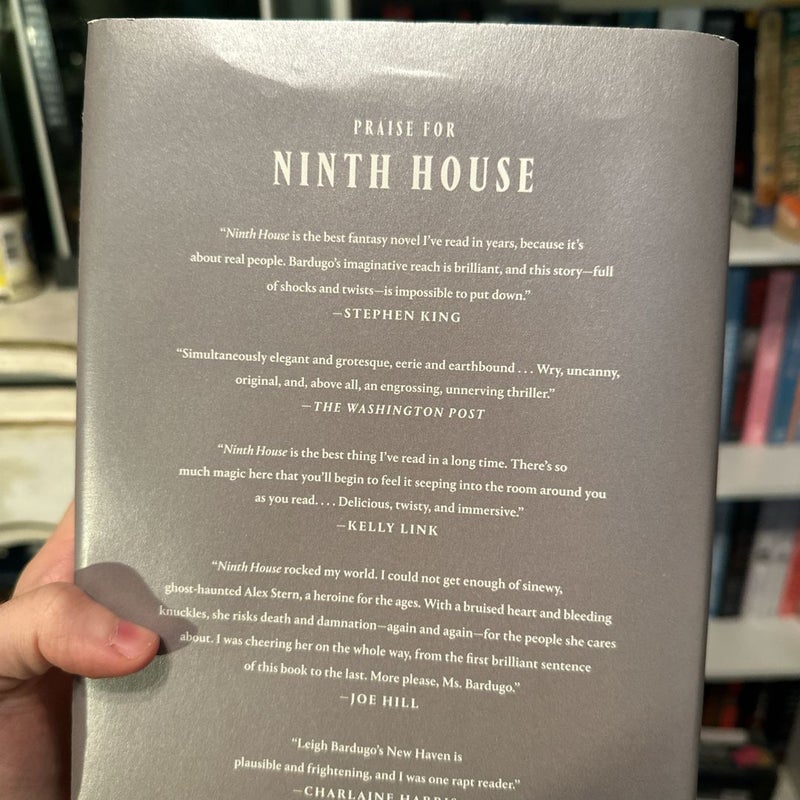 PRAISE FOR
NINTH HOUSE
“Ninth House is the best fantasy novel I’ve read in years, because it’s
about real people. Bardugo’s imaginative reach is brilliant, and this story—full
of shocks and twists—is impossible to put down.”
—STEPHEN KING
“Simultaneously elegant and grotesque, eerie and earthbound . . . Wry, uncanny,
original, and, above all, an engrossing, unnerving thriller.”
—THE WASHINGTON POST
“Ninth House is the best thing I’ve read in a long time. There’s so
much magic here that you’ll begin to feel it seeping into the room around you
as you read. . . . Delicious, twisty, and immersive.”
—KELLY LINK
“Ninth House rocked my world. I could not get enough of sinewy,
ghost-haunted Alex Stern, a heroine for the ages. With a bruised heart and bleeding
knuckles, she risks death and damnation—again and again—for the people she cares
about. I was cheering her on the whole way, from the first brilliant sentence
of this book to the last. More please, Ms. Bardugo.”
—JOE HILL
“Leigh Bardugo’s New Haven is
plausible and frightening, and I was one rapt reader.”
—CHARLAINE HARRIS